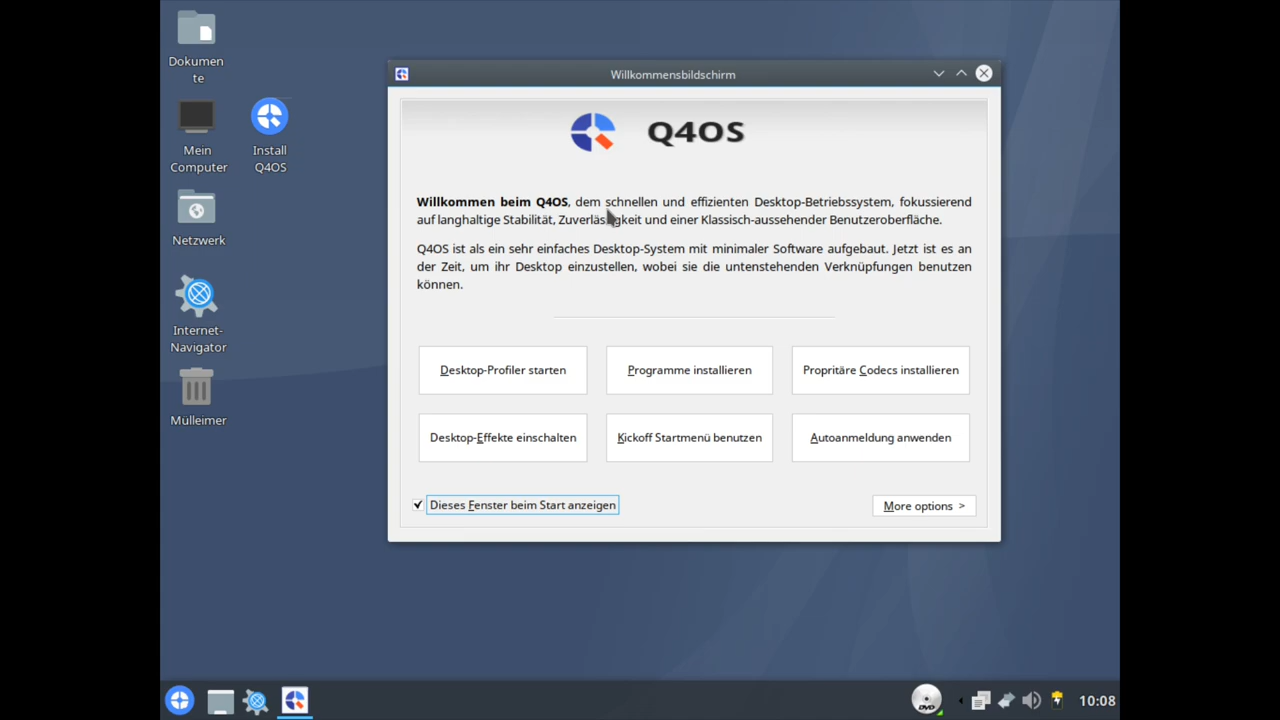 Dokumen
te
Mein
Computer
Install
Q4OS
Netzwerk
Internet-
Navigator
Mülleimer
Willkommensbildschirm
Q4OS
Willkommen beim Q4OS, dem schnellen und effizienten Desktop-Betriebssystem, fokussierend
auf langhaltige Stabilität, Zuverlässigkeit und einer Klassisch-aussehender Benutzeroberfläche.
Q4OS ist als ein sehr einfaches Desktop-System mit minimaler Software aufgebaut. Jetzt ist es an
der Zeit, um ihr Desktop einzustellen, wobei sie die untenstehenden Verknüpfungen benutzen
können.
Desktop-Profiler starten
Programme installieren
Propritäre Codecs installieren
Desktop-Effekte einschalten
Kickoff Startmenü benutzen
Autoanmeldung anwenden
Dieses Fenster beim Start anzeigen
More options >
DVD
10:08